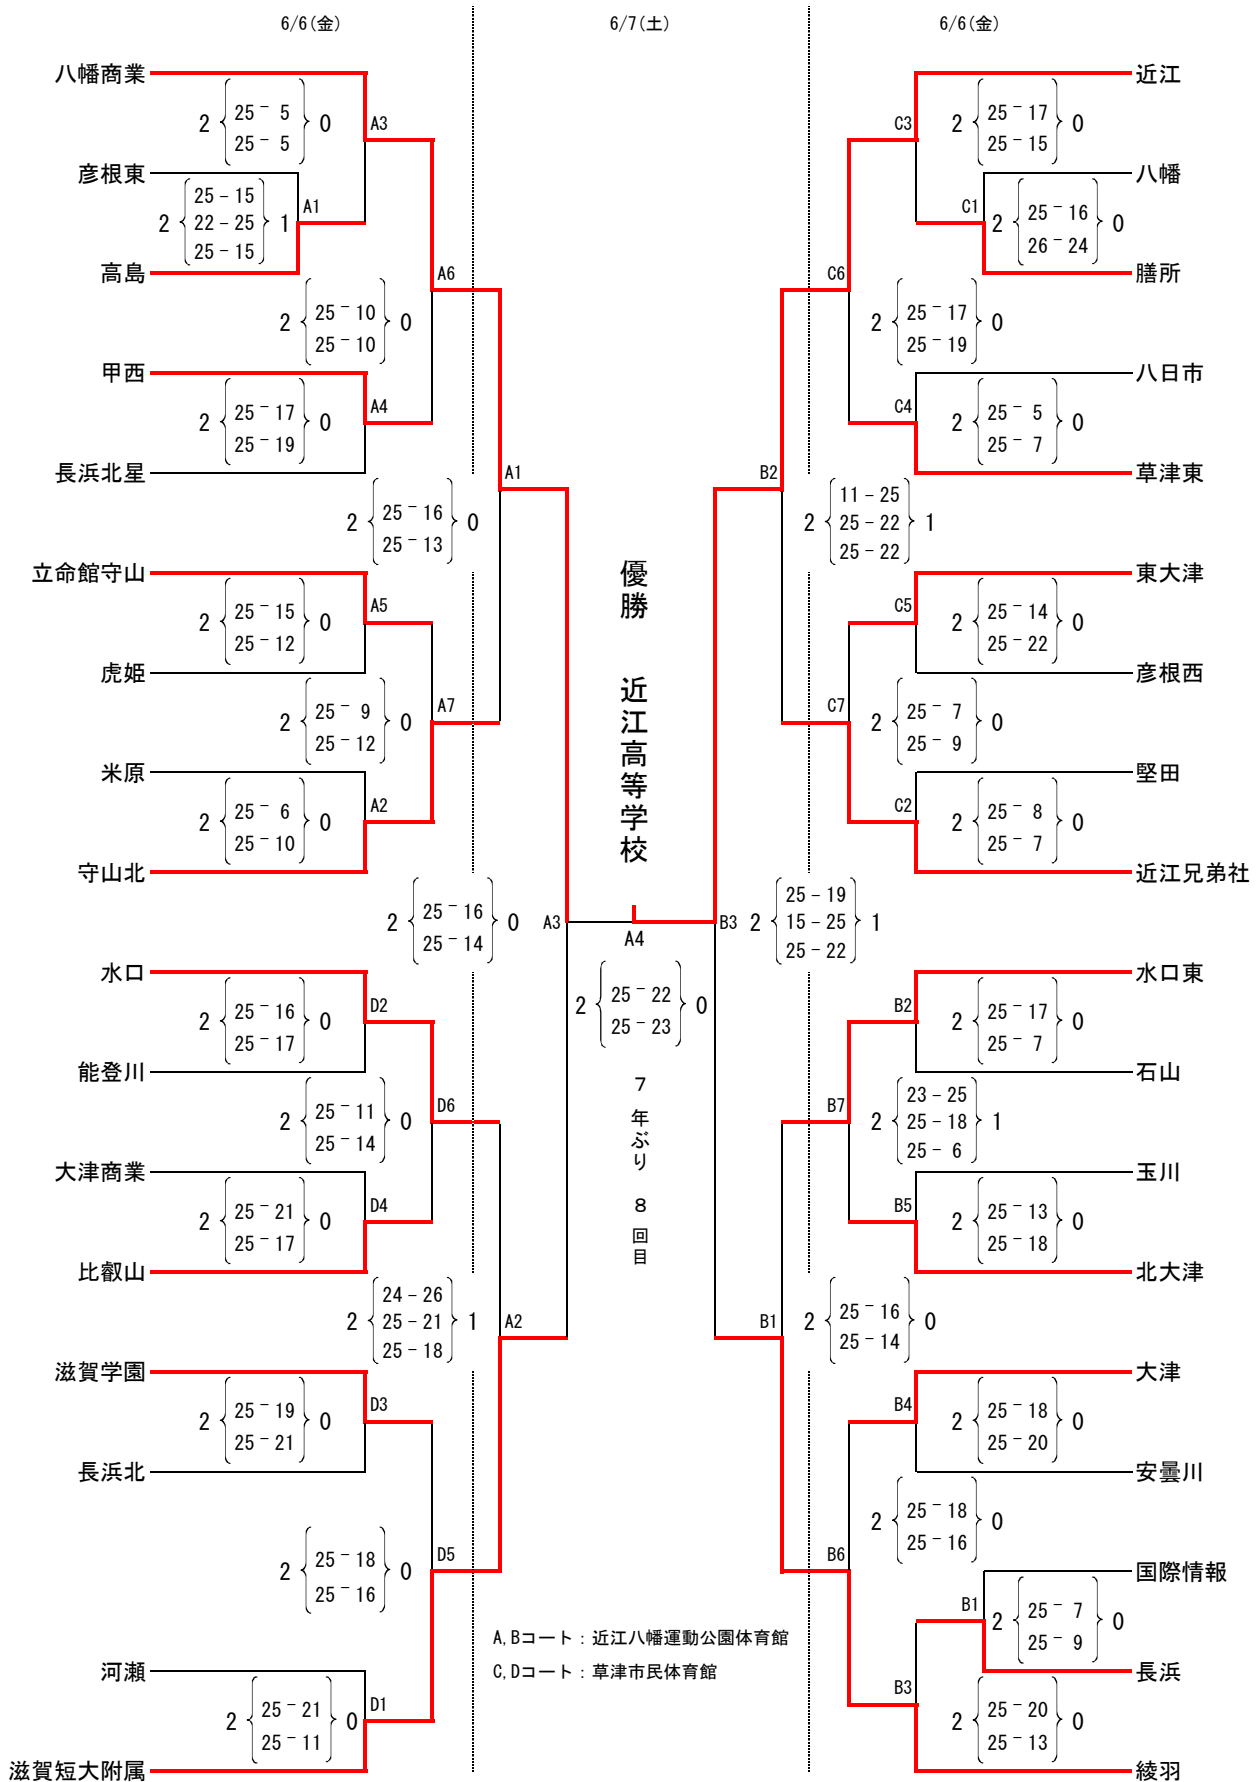 6/6(金)
6/7(土)
6/6(金)
八幡商業
2 25－ 5 0
25－ 5
A3
彦根東
2 25－15 1
22－25
25－15
A1
高島
A6
2 25－10 0
25－10
甲西
2 25－17 0
25－19
A4
長浜北星
A1
2 25－16 0
25－13
立命館守山
2 25－15 0
25－12
A5
虎姫
2 25－ 9 0
25－12
A7
米原
2 25－ 6 0
25－10
A2
守山北
2 25－16 0
25－14
A3
水口
2 25－16 0
25－17
D2
能登川
2 25－11 0
25－14
D6
大津商業
2 25－21 0
25－17
D4
比叡山
2 24－26 1
25－21
25－18
A2
滋賀学園
2 25－19 0
25－21
D3
長浜北
2 25－18 0
25－16
D5
河瀬
2 25－21 0
25－11
D1
滋賀短大附属
優勝 近江高等学校
A4
2 25－22 0
25－23
7年ぶり 8回目
A,Bコート：近江八幡運動公園体育館
C,Dコート：草津市民体育館
近江
C3
2 25－17 0
25－15
八幡
C1
2 25－16 0
26－24
膳所
C6
2 25－17 0
25－19
八日市
C4
2 25－ 5 0
25－ 7
草津東
B2
2 11－25 1
25－22
25－22
東大津
C5
2 25－14 0
25－22
彦根西
C7
2 25－ 7 0
25－ 9
堅田
C2
2 25－ 8 0
25－ 7
近江兄弟社
B3
2 25－19 1
15－25
25－22
水口東
B2
2 25－17 0
25－ 7
石山
B7
2 23－25 1
25－18
25－ 6
玉川
B5
2 25－13 0
25－18
北大津
B1
2 25－16 0
25－14
大津
B4
2 25－18 0
25－20
安曇川
2 25－18 0
25－16
B6
国際情報
B1
2 25－ 7 0
25－ 9
長浜
B3
2 25－20 0
25－13
綾羽